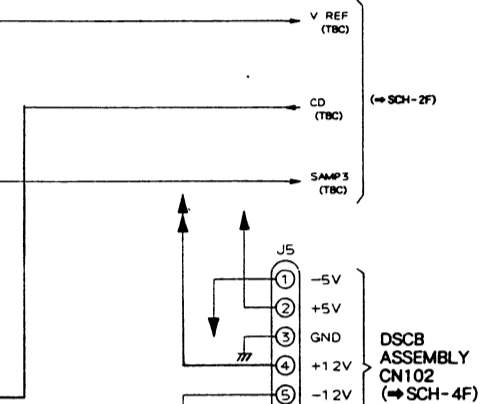 V REF
(TBC)
CD
(TBC)
(➡SCH-2F)
SAMP3
(TBC)
J5
1 -5V
2 +5V
3 GND
4 +12V
5 -12V
DSCB
ASSEMBLY
CN102
(➡SCH-4F)